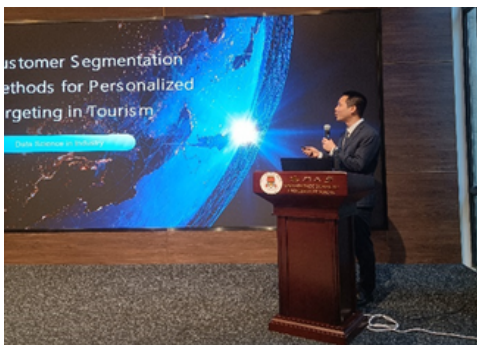 ustomer Segmentation
ethods for Personalized
rgeting in Tourism
Data Science in Industry